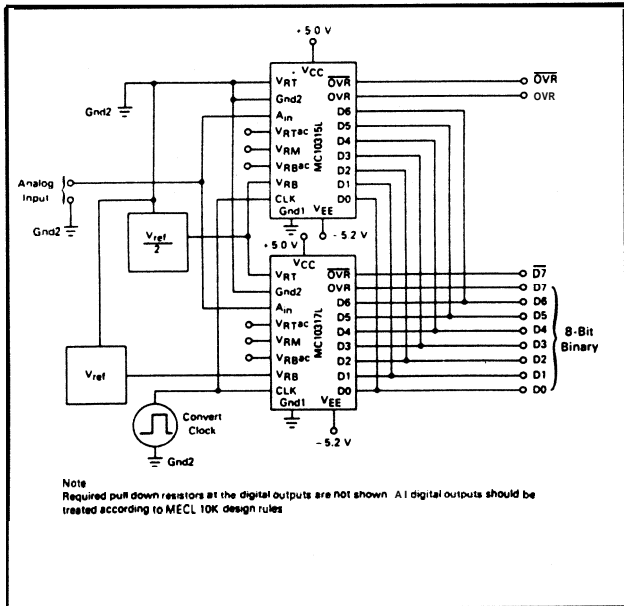 +5.0 V
VCC
VRT
Gnd2
Ain
VRTac
VRM
VRBac
VRB
CLK
Gnd1
VEE
MC10315L
OVR
OVR
D6
D5
D4
D3
D2
D1
D0
OVR
OVR
Gnd2
Analog
Input
Gnd2
Vref
2
-5.2 V
+5.0 V
VCC
VRT
Gnd2
Ain
VRTac
VRM
VRBac
VRB
CLK
Gnd1
VEE
MC10317L
OVR
OVR
D6
D5
D4
D3
D2
D1
D0
D7
D7
D6
D5
D4
D3
D2
D1
D0
8-Bit
Binary
Vref
Convert
Clock
Gnd2
-5.2 V
Note
Required pull down resistors at the digital outputs are not shown Al digital outputs should be
treated according to MECL 10K design rules